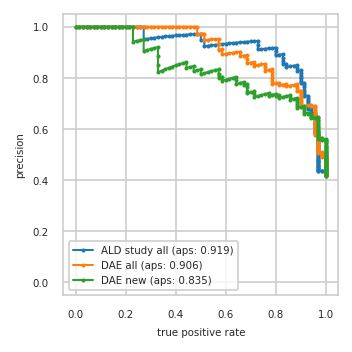 1.0
0.8
0.6
0.4
0.2
0.0
precision
ALD study all (aps: 0.919)
DAE all (aps: 0.906)
DAE new (aps: 0.835)
0.0 0.2 0.4 0.6 0.8 1.0
true positive rate